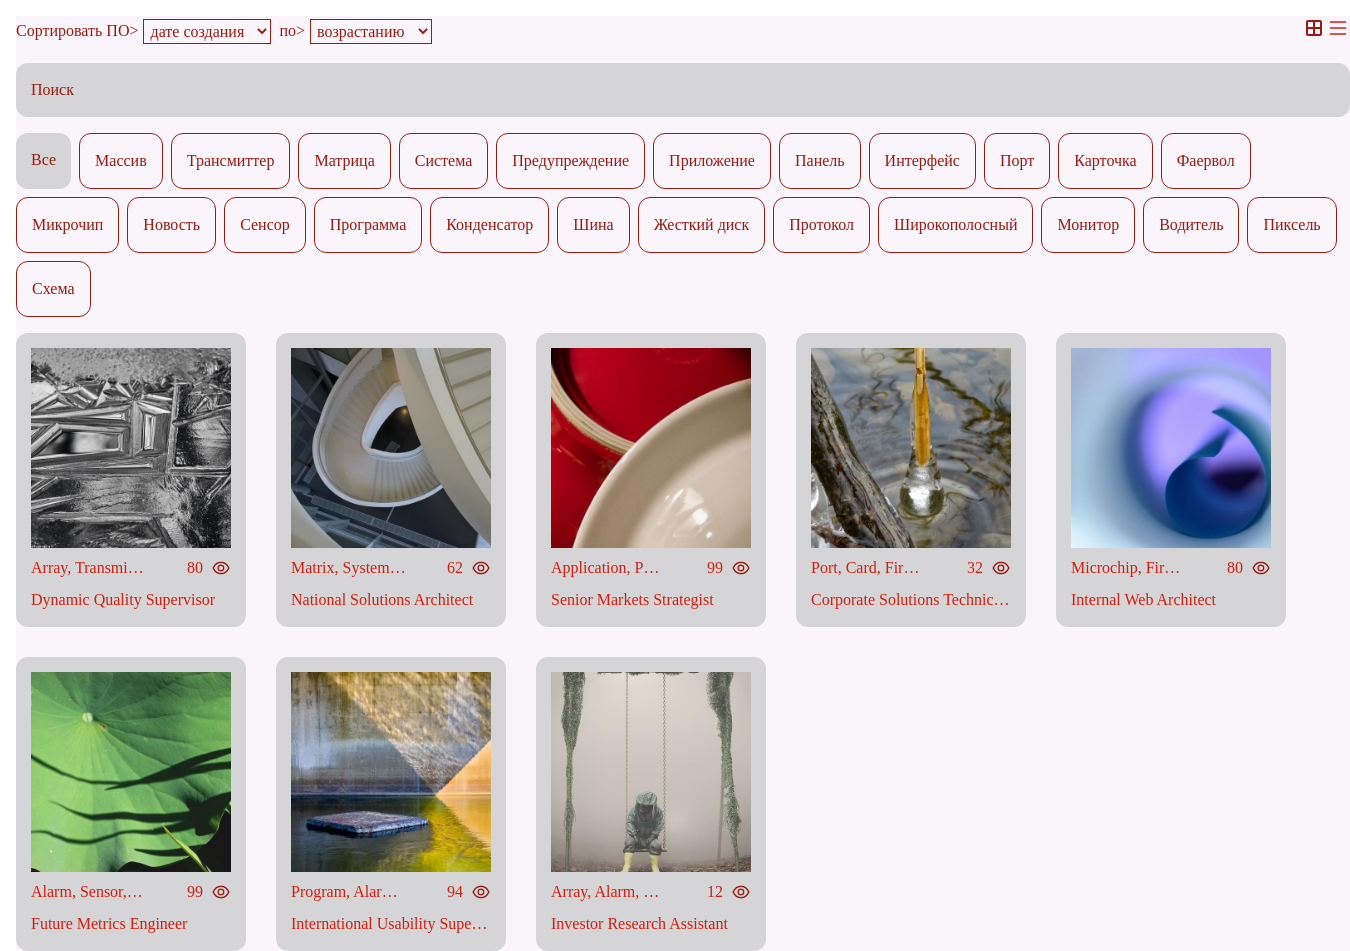 Сортировать ПО> дата создания по> возрастанию
Поиск
Все Массив Трансмиттер Матрица Система Предупреждение Приложение Панель Интерфейс Порт Карточка Фаервол
Микрочип Новость Сенсор Программа Конденсатор Шина Жесткий диск Протокол Широкополосный Монитор Водитель Пиксель
Схема
Array, Transmi… 80 Matrix, System… 62 Application, P… 99 Port, Card, Fir… 32 Microchip, Fir… 80
Dynamic Quality Supervisor National Solutions Architect Senior Markets Strategist Corporate Solutions Technic… Internal Web Architect
Alarm, Sensor,… 99 Program, Alar… 94 Array, Alarm, … 12
Future Metrics Engineer International Usability Supe… Investor Research Assistant